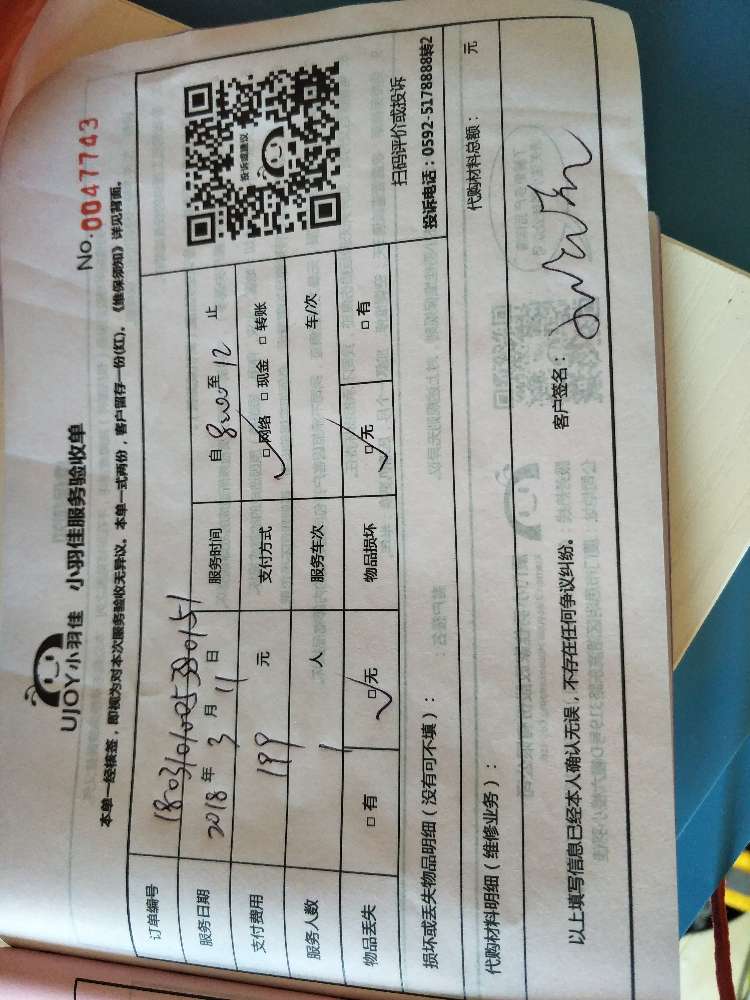 UJOY小羽佳 小羽佳服务验收单
No.0047743
本单一经核签，即视为对本次服务验收无异议。本单一式两份，客户留存一份(红)。《维保须知》详见背面。
订单编号
服务日期 2018 年 3 月 11 日 服务时间 自 8:00 至 12 止
支付费用 199 元 支付方式 ☑网络 □现金 □转账
服务人数 1 人 服务车次 车/次
物品丢失 □有 ☑无 物品损坏 ☑无 □有
投诉或建议
扫码评价或投诉
投诉电话：0592-5178888转2
损坏或丢失物品明细（没有可不填）：
代购材料明细（维修业务）： 代购材料总额： 元
以上填写信息已经本人确认无误，不存在任何争议纠纷。 客户签名：